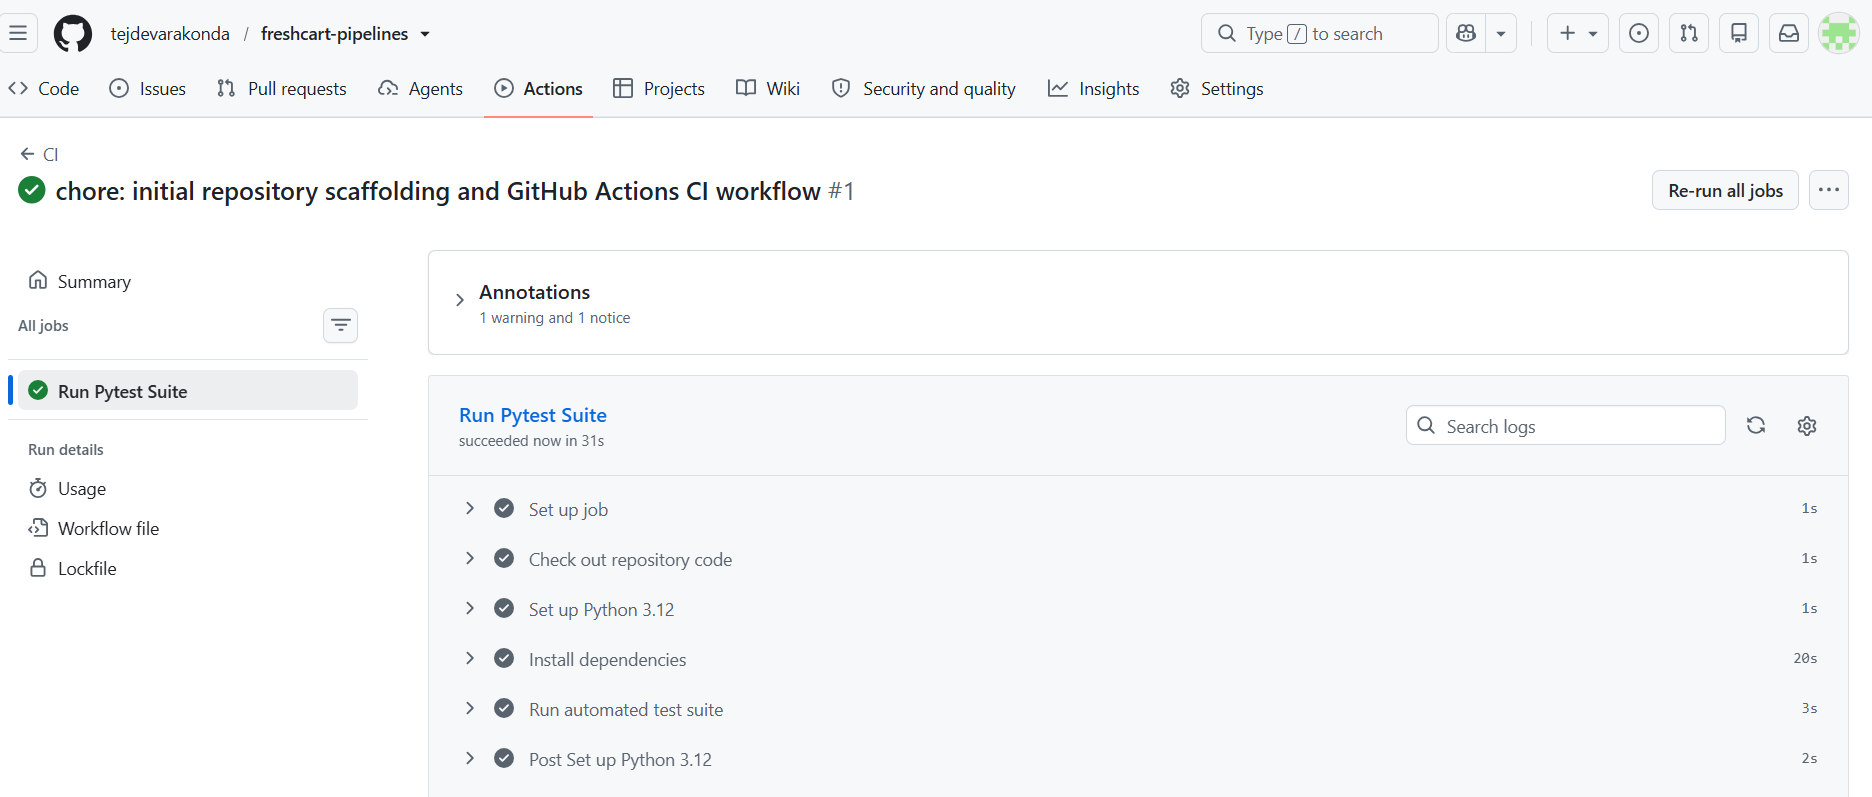 tejdevarakonda / freshcart-pipelines
Type / to search
Code
Issues
Pull requests
Agents
Actions
Projects
Wiki
Security and quality
Insights
Settings
CI
chore: initial repository scaffolding and GitHub Actions CI workflow #1
Re-run all jobs
Summary
All jobs
Run Pytest Suite
Run details
Usage
Workflow file
Lockfile
Annotations
1 warning and 1 notice
Run Pytest Suite
succeeded now in 31s
Search logs
Set up job 1s
Check out repository code 1s
Set up Python 3.12 1s
Install dependencies 20s
Run automated test suite 3s
Post Set up Python 3.12 2s